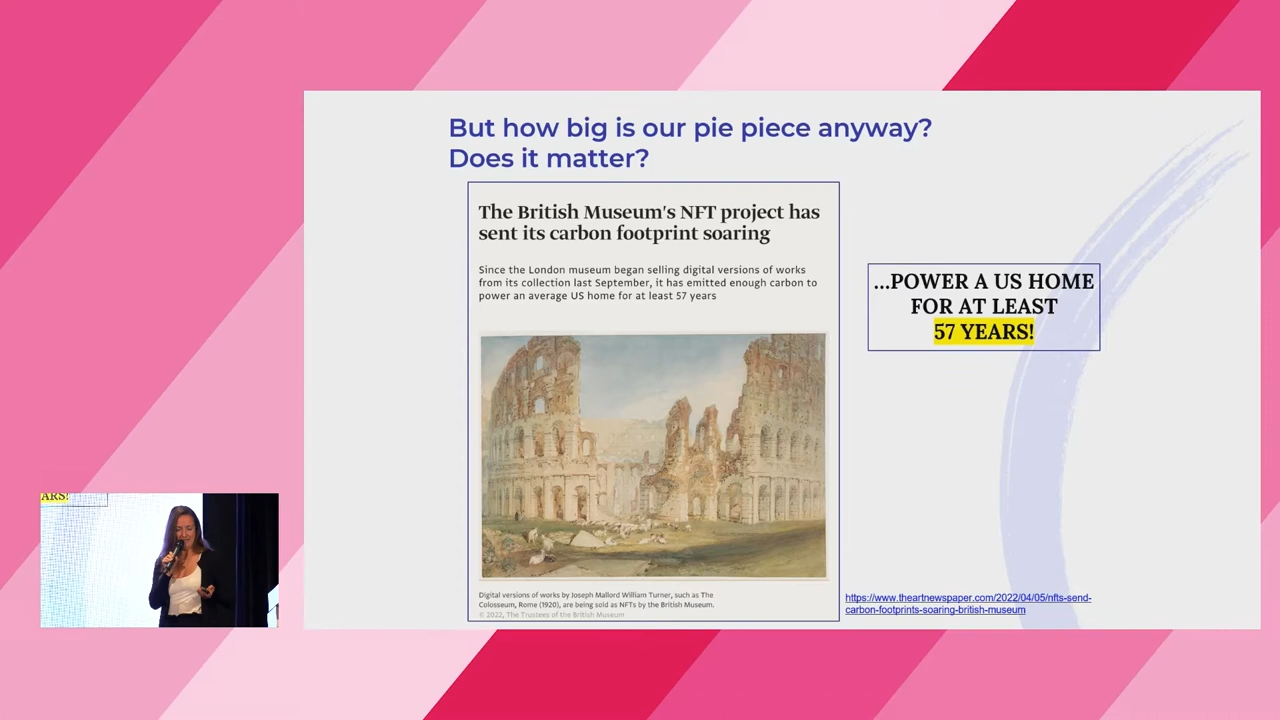 But how big is our pie piece anyway?
Does it matter?
The British Museum's NFT project has
sent its carbon footprint soaring
Since the London museum began selling digital versions of works
from its collection last September, it has emitted enough carbon to
power an average US home for at least 57 years
...POWER A US HOME
FOR AT LEAST
57 YEARS!
Digital versions of works by Joseph Mallord William Turner, such as The
Colosseum, Rome (1920), are being sold as NFTs by the British Museum.
© 2022, The Trustees of the British Museum
https://www.theartnewspaper.com/2022/04/05/nfts-send-
carbon-footprints-soaring-british-museum
ARS!